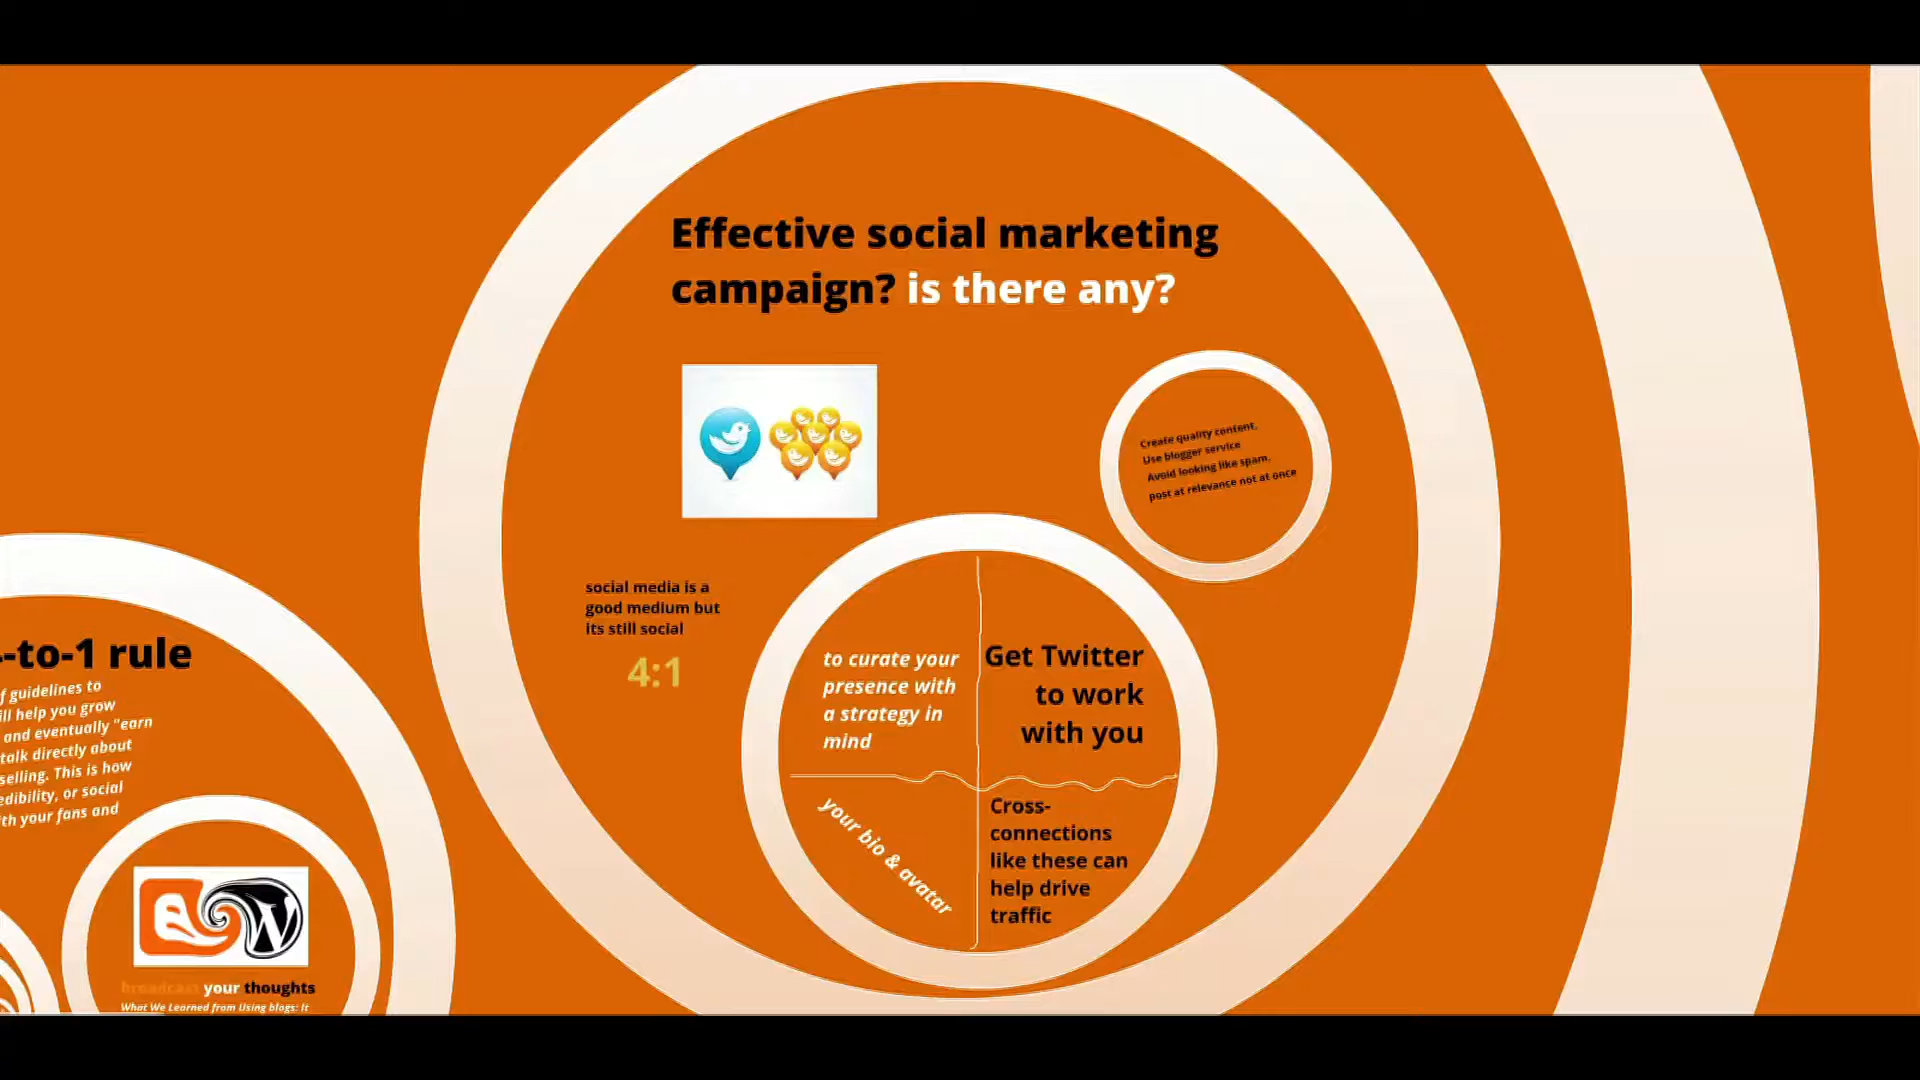 Effective social marketing
campaign? is there any?
Create quality content,
Use blogger service
Avoid looking like spam,
post at relevance not at once
social media is a
good medium but
its still social
4:1
to curate your
presence with
a strategy in
mind
Get Twitter
to work
with you
your bio & avatar
Cross-
connections
like these can
help drive
traffic
-to-1 rule
guidelines to
help you grow
and eventually "earn
talk directly about
selling. This is how
or social
your fans and
W
broadcast your thoughts
What We Learned from Using blogs: It